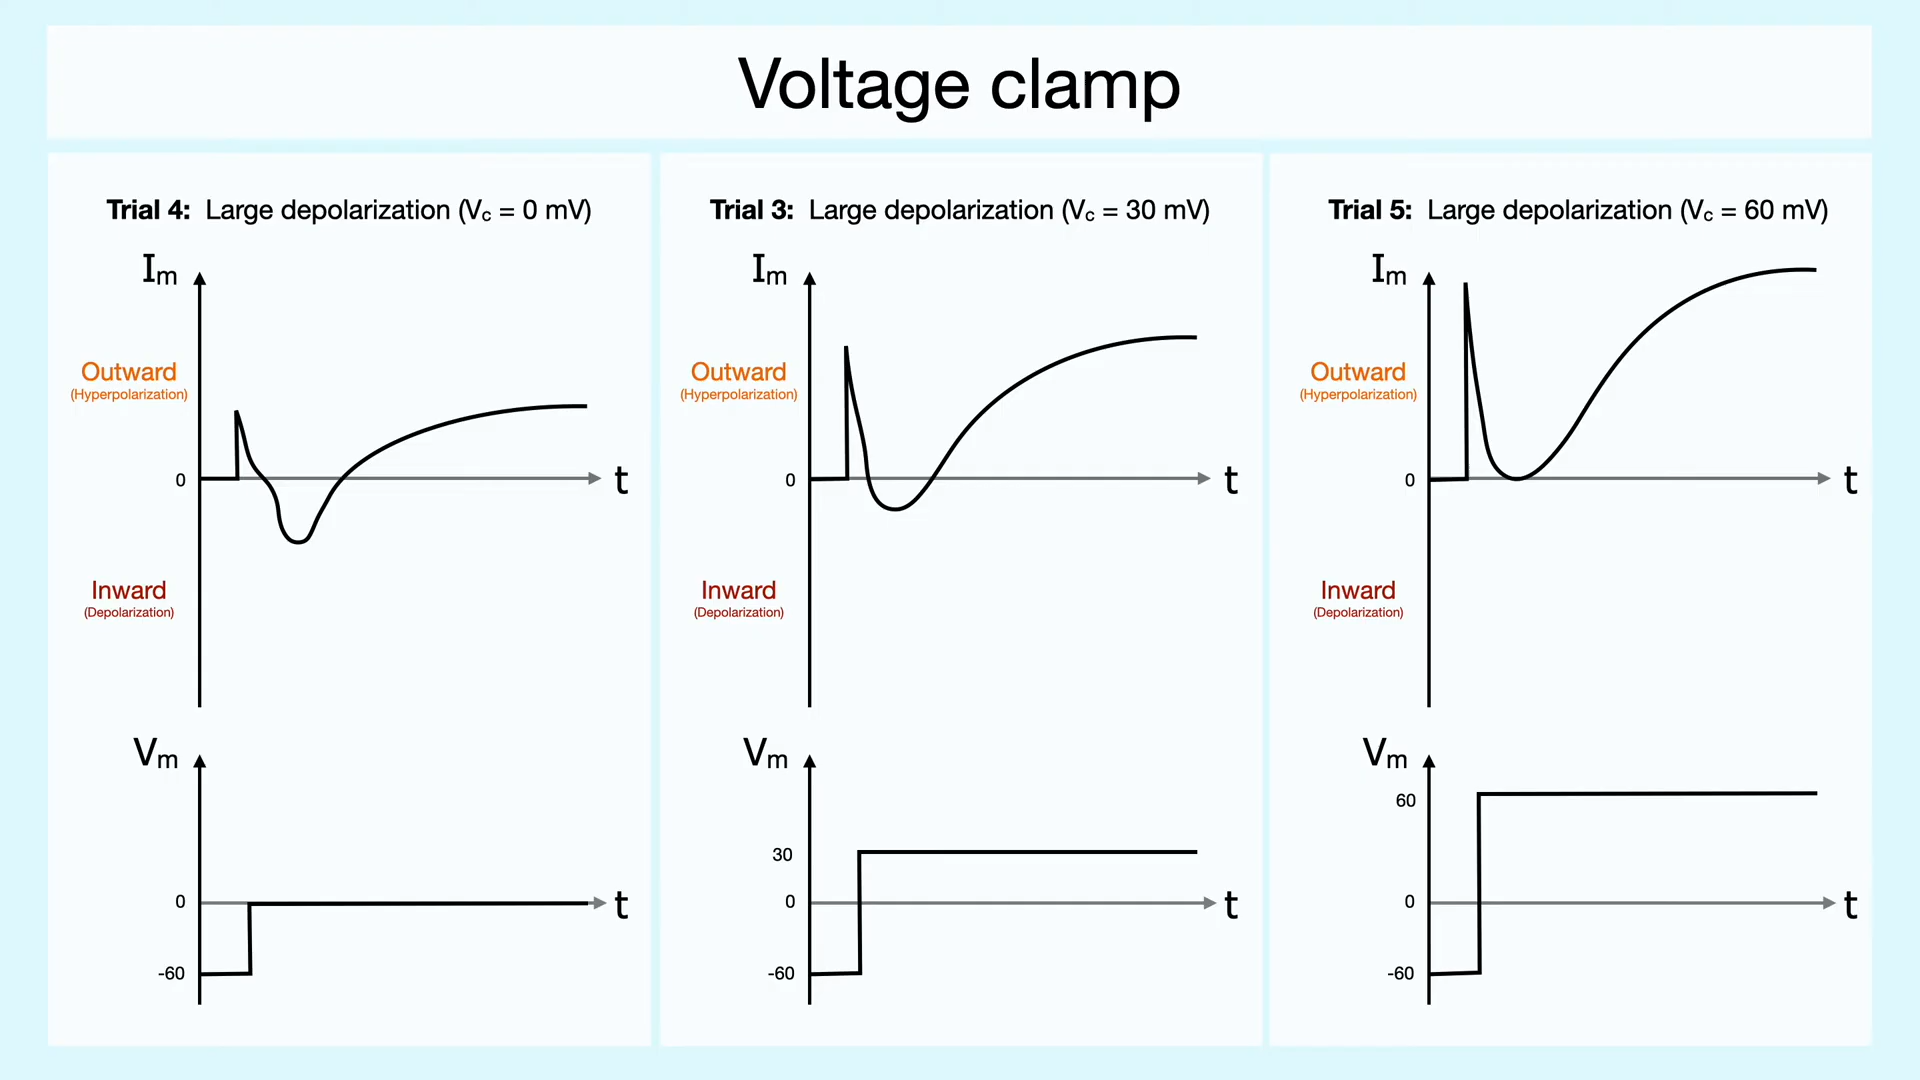 Voltage clamp
Trial 4: Large depolarization (Vc = 0 mV)
Im
Outward
(Hyperpolarization)
0
t
Inward
(Depolarization)
Vm
0
t
-60
Trial 3: Large depolarization (Vc = 30 mV)
Im
Outward
(Hyperpolarization)
0
t
Inward
(Depolarization)
Vm
30
0
t
-60
Trial 5: Large depolarization (Vc = 60 mV)
Im
Outward
(Hyperpolarization)
0
t
Inward
(Depolarization)
Vm
60
0
t
-60